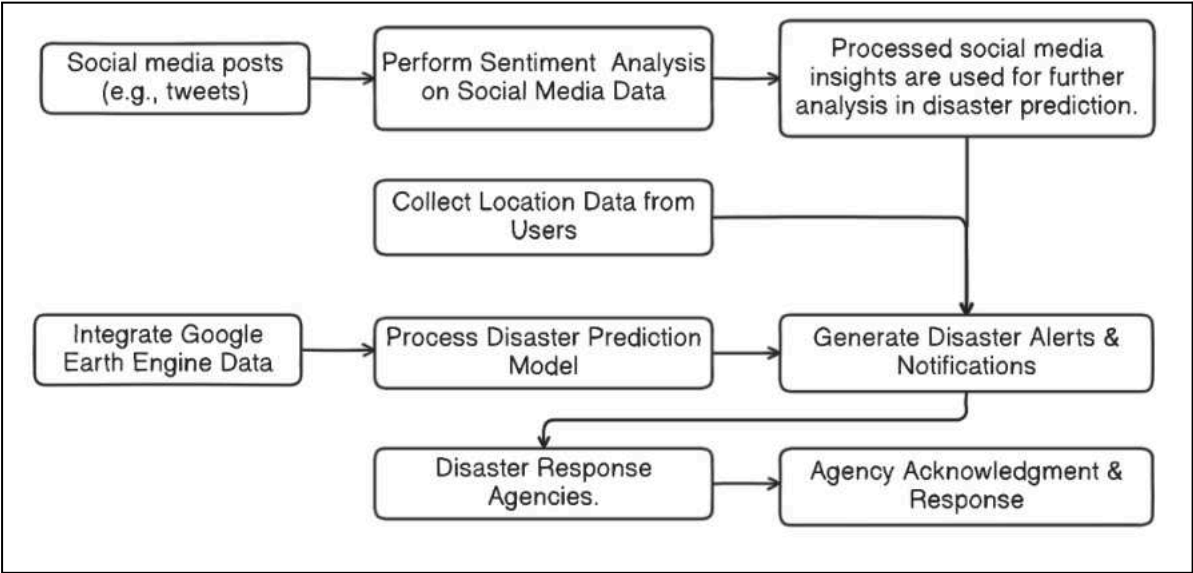 Social media posts
(e.g., tweets)
Perform Sentiment Analysis
on Social Media Data
Processed social media
insights are used for further
analysis in disaster prediction.
Collect Location Data from
Users
Integrate Google
Earth Engine Data
Process Disaster Prediction
Model
Generate Disaster Alerts &
Notifications
Disaster Response
Agencies.
Agency Acknowledgment &
Response